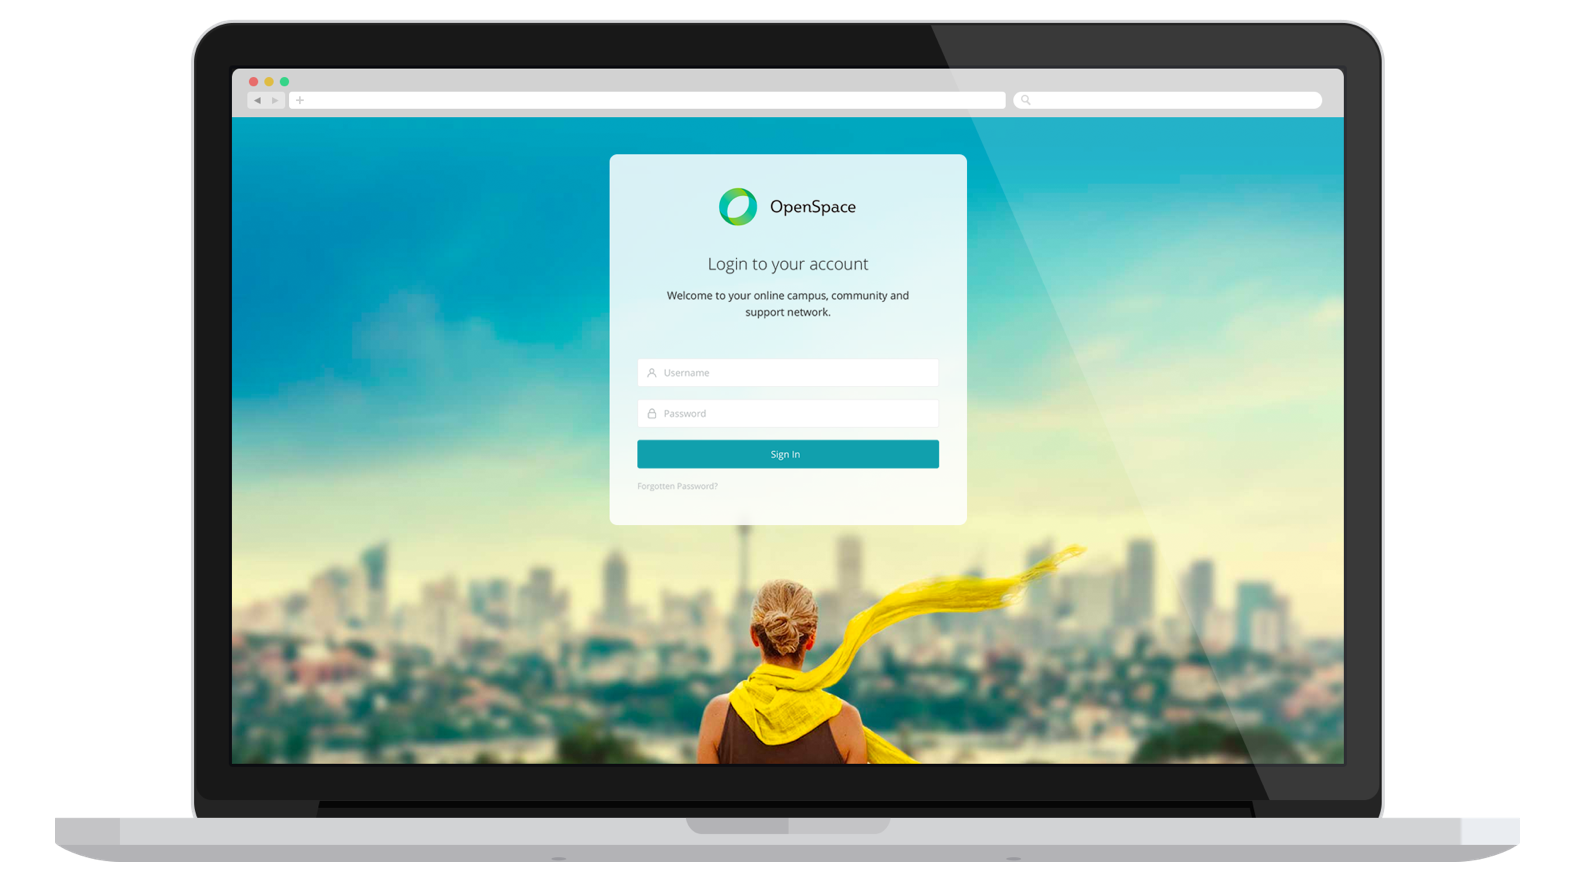 OpenSpace
Login to your account
Welcome to your online campus, community and
support network.
Username
Password
Sign In
Forgotten Password?